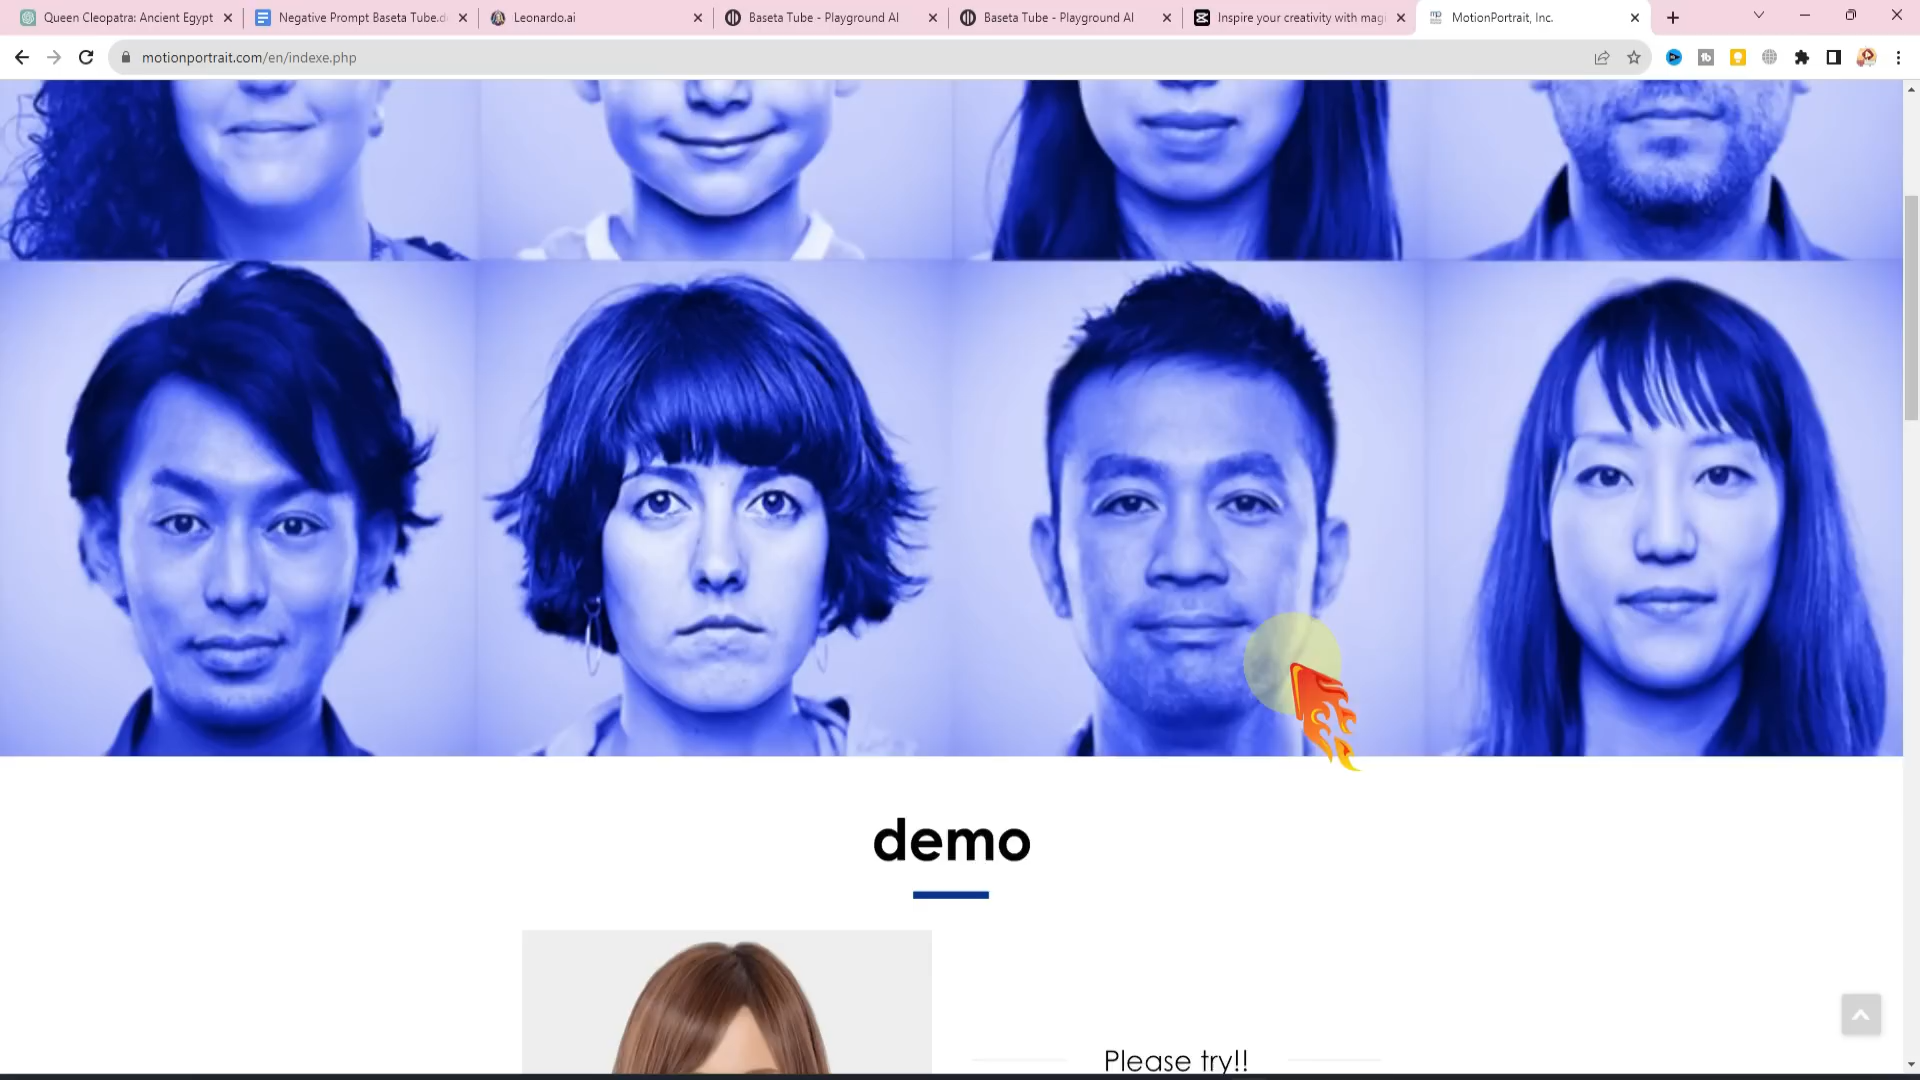 Queen Cleopatra: Ancient Egypt
Negative Prompt Baseta Tube.d
Leonardo.ai
Baseta Tube - Playground AI
Baseta Tube - Playground AI
Inspire your creativity with mag
MotionPortrait, Inc.
motionportrait.com/en/indexe.php
demo
Please try!!